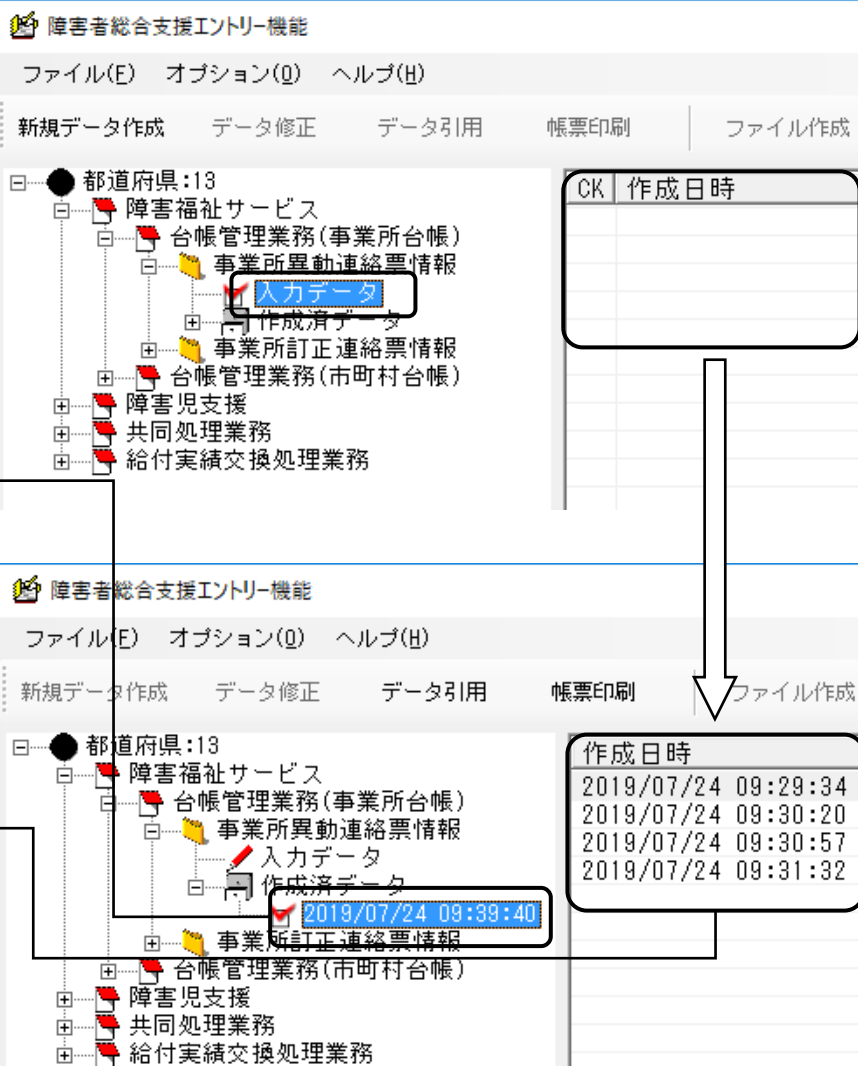 障害者総合支援エントリー機能
ファイル(F) オプション(O) ヘルプ(H)
新規データ作成 データ修正 データ引用 帳票印刷 ファイル作成
都道府県:13
CK 作成日時
障害福祉サービス
台帳管理業務(事業所台帳)
事業所異動連絡票情報
入力データ
作成済データ
事業所訂正連絡票情報
台帳管理業務(市町村台帳)
障害児支援
共同処理業務
給付実績交換処理業務
障害者総合支援エントリー機能
ファイル(F) オプション(O) ヘルプ(H)
新規データ作成 データ修正 データ引用 帳票印刷 ファイル作成
都道府県:13
作成日時
障害福祉サービス
2019/07/24 09:29:34
台帳管理業務(事業所台帳)
2019/07/24 09:30:20
事業所異動連絡票情報
2019/07/24 09:30:57
入力データ
2019/07/24 09:31:32
作成済データ
2019/07/24 09:39:40
事業所訂正連絡票情報
台帳管理業務(市町村台帳)
障害児支援
共同処理業務
給付実績交換処理業務